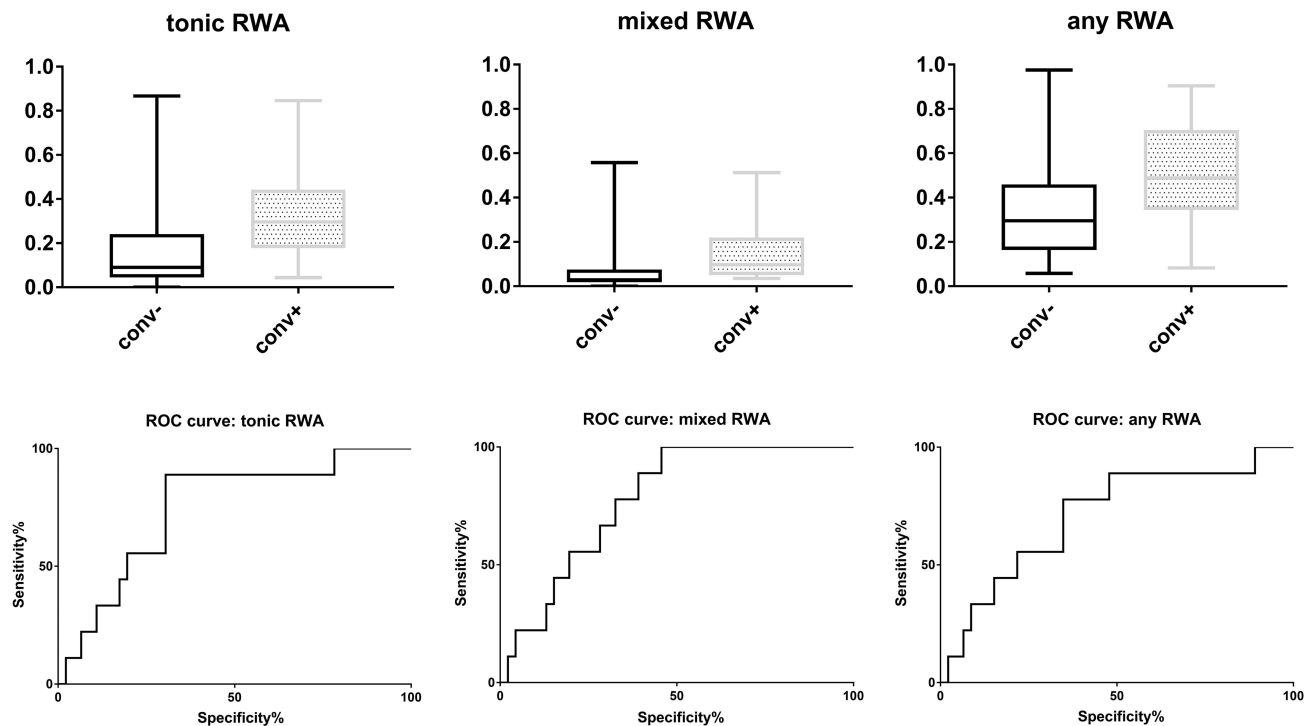 tonic RWA
mixed RWA
any RWA
1.0
0.8
0.6
0.4
0.2
0.0
conv-
conv+
1.0
0.8
0.6
0.4
0.2
0.0
conv-
conv+
1.0
0.8
0.6
0.4
0.2
0.0
conv-
conv+
ROC curve: tonic RWA
100
50
0
Sensitivity%
0
50
100
Specificity%
ROC curve: mixed RWA
100
50
0
Sensitivity%
0
50
100
Specificity%
ROC curve: any RWA
100
50
0
Sensitivity%
0
50
100
Specificity%